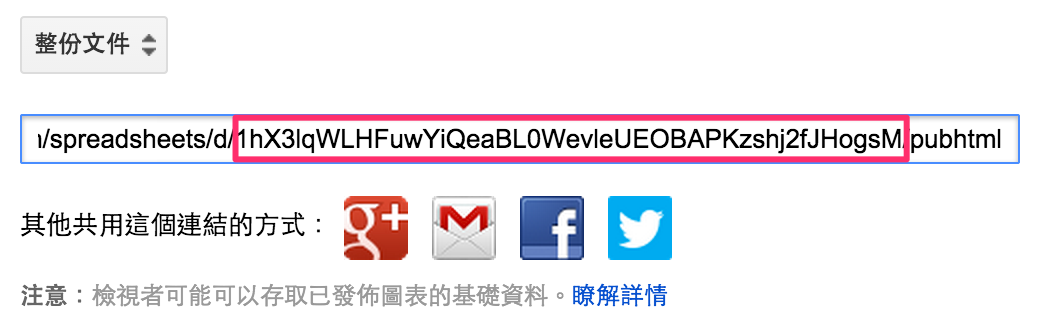 整份文件
/spreadsheets/d/1hX3lqWLHFuwYiQeaBL0WevleUEOBAPKzshj2fJHogsM/pubhtml
其他共用這個連結的方式： g+ M f
注意：檢視者可能可以存取已發佈圖表的基礎資料。瞭解詳情